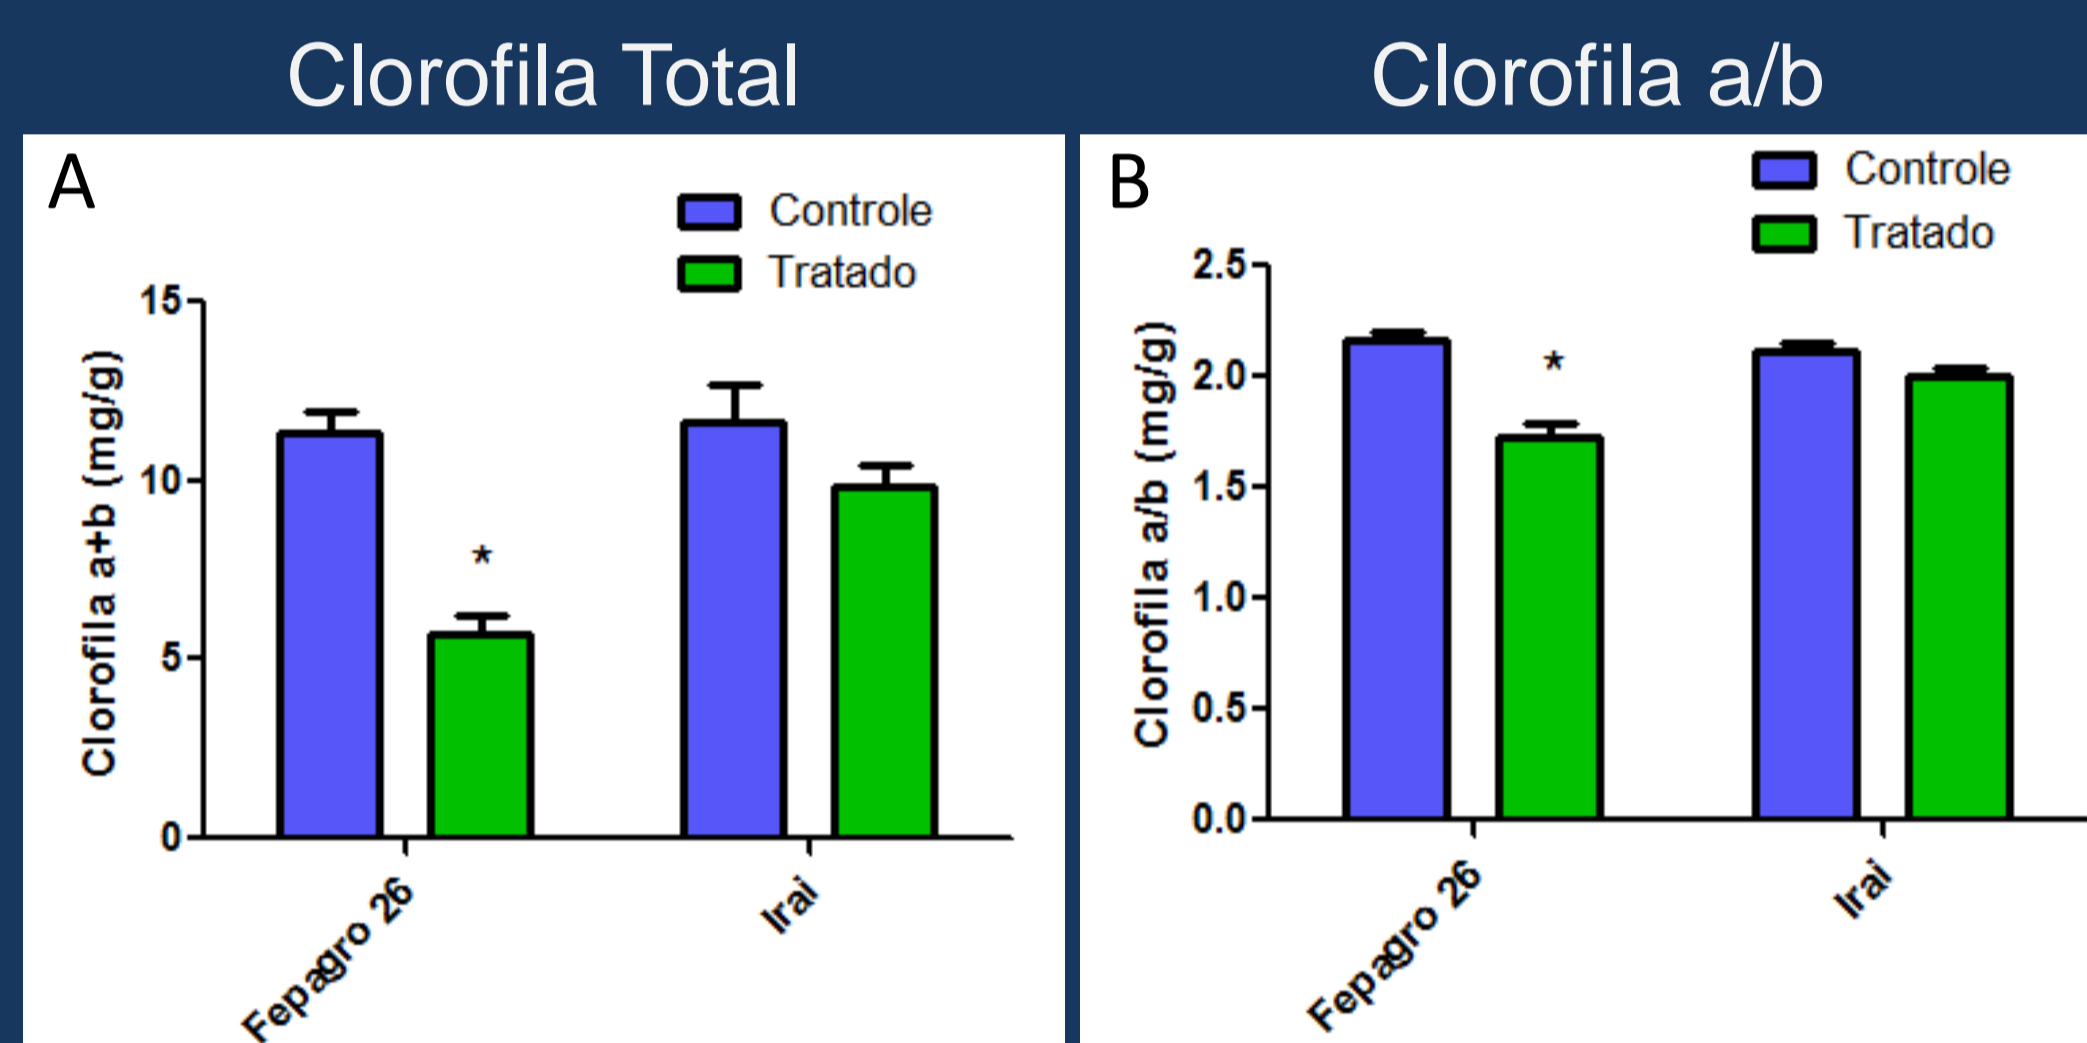 Clorofila Total
A
Controle
Tratado
15
10
5
0
Clorofila a+b (mg/g)
*
Fepagro 26
Irai
Clorofila a/b
B
Controle
Tratado
2.5
2.0
1.5
1.0
0.5
0.0
Clorofila a/b (mg/g)
*
Fepagro 26
Irai